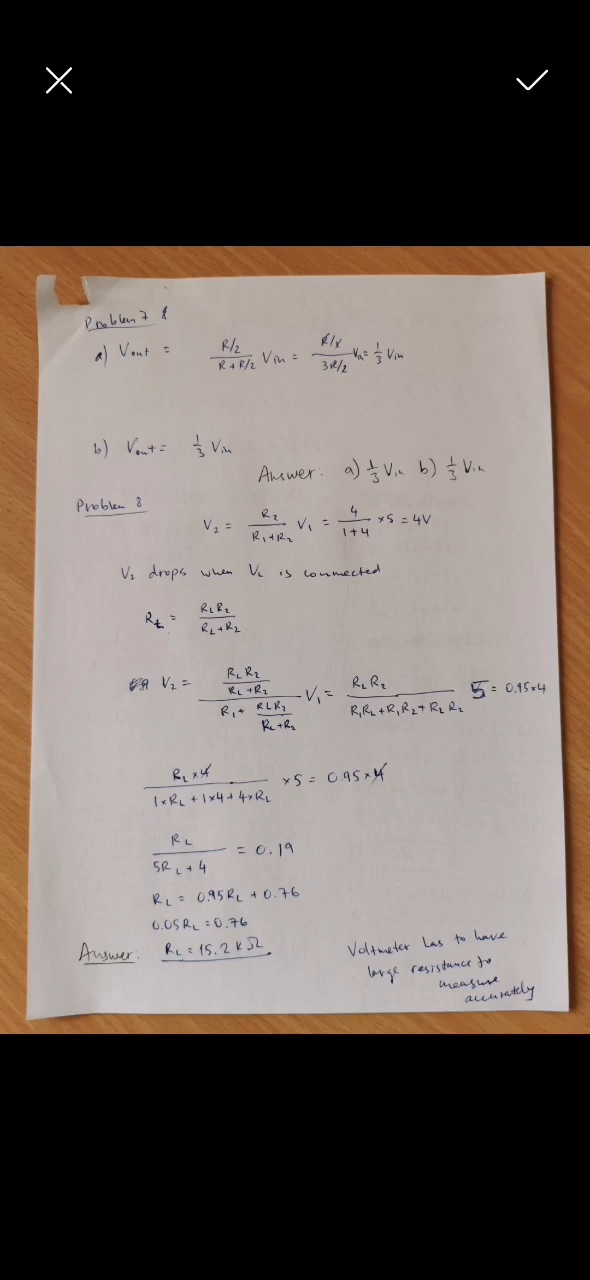 Problem 7
a) Vout = (R/2)/(R+R/2) Vin = (R/2)/(3R/2) Vin = 1/3 Vin
b) Vout = 1/3 Vin
Answer: a) 1/3 Vin b) 1/3 Vin
Problem 8
V2 = R2/(R1+R2) V1 = 4/(1+4) ×5 = 4V
V2 drops when VL is connected
Rt = RLR2/(RL+R2)
V2 = (RLR2/(RL+R2))/(R1+RLR2/(RL+R2)) V1 = RLR2/(R1RL+R1R2+RLR2) 5 = 0.95×4
(RL×4)/(1×RL+1×4+4×RL) ×5 = 0.95×4
RL/(5RL+4) = 0.19
RL = 0.95RL + 0.76
0.05RL = 0.76
Answer: RL = 15.2 kΩ
Voltmeter has to have
large resistance to
measure
accurately